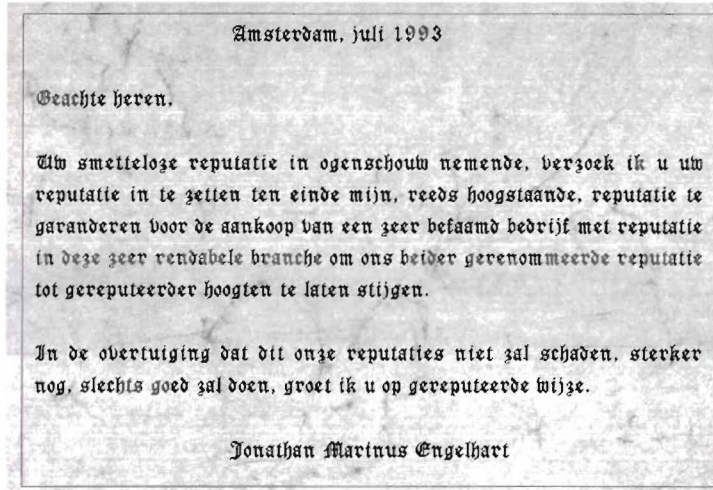 Amsterdam, juli 1993
Geachte heren,
Uw smetteloze reputatie in ogenschouw nemende, verzoek ik u uw
reputatie in te zetten ten einde mijn, reeds hoogstaande, reputatie te
garanderen voor de aankoop van een zeer befaamd bedrijf met reputatie
in deze zeer rendabele branche om ons beider gerenommeerde reputatie
tot gereputeerder hoogten te laten stijgen.
In de overtuiging dat dit onze reputaties niet zal schaden, sterker
nog, slechts goed zal doen, groet ik u op gereputeerde wijze.
Jonathan Marinus Engelhart